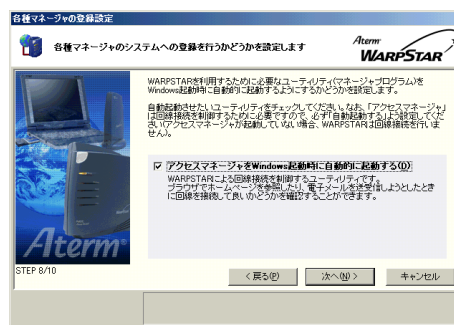 各種マネージャの登録設定
各種マネージャのシステムへの登録を行うかどうかを設定します
Aterm
WARPSTAR
WARPSTARを利用するために必要なユーティリティ(マネージャプログラム)を
Windows起動時に自動的に起動するようにするかどうかを設定します。
自動起動させたいユーティリティをチェックしてください。なお、「アクセスマネージャ」
は回線接続を制御するために必要ですので、必ず「自動起動する」よう設定してくだ
さい(アクセスマネージャが起動していない場合、WARPSTARは回線接続を行いま
せん)。
アクセスマネージャをWindows起動時に自動的に起動する(U)
WARPSTARによる回線接続を制御するユーティリティです。
ブラウザでホームページを参照したり、電子メールを送受信しようとしたとき
に回線を接続して良いかどうかを確認することができます。
Aterm
STEP 8/10
< 戻る(P)
次へ(N) >
キャンセル